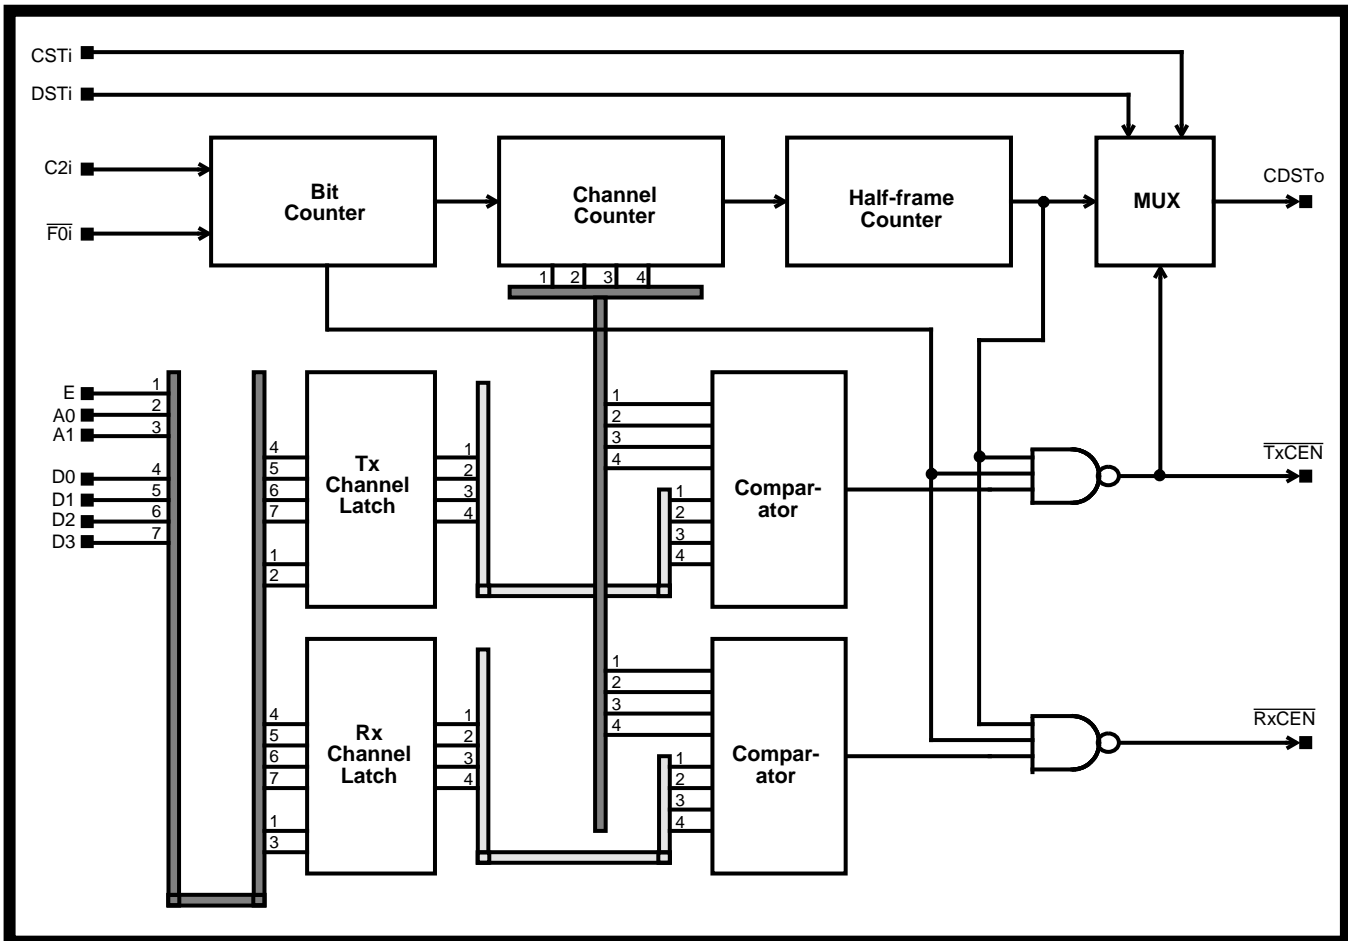 CSTi
DSTi
C2i
F0i
Bit
Counter
Channel
Counter
Half-frame
Counter
MUX
CDSTo
1 2 3 4
E
A0
A1
D0
D1
D2
D3
1
2
3
4
5
6
7
4
5
6
7
1
2
Tx
Channel
Latch
1
2
3
4
1
2
3
4
1
2
3
4
Compar-
ator
TxCEN
4
5
6
7
1
3
Rx
Channel
Latch
1
2
3
4
1
2
3
4
1
2
3
4
Compar-
ator
RxCEN